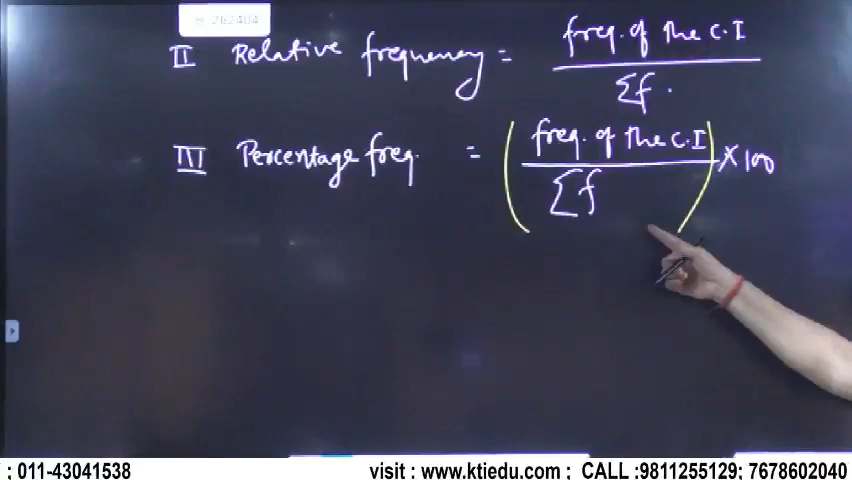 262404
II Relative frequency = freq. of the C.I / Σf.
III Percentage freq. = (freq. of the C.I / Σf) × 100
; 011-43041538 visit : www.ktiedu.com ; CALL :9811255129; 7678602040